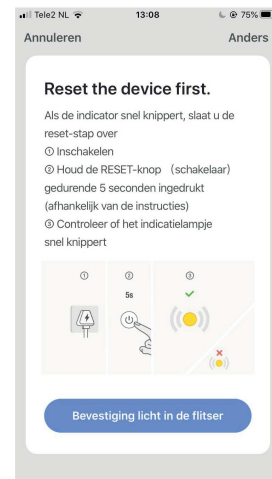 Tele2 NL 13:08 75%
Annuleren Anders
Reset the device first.
Als de indicator snel knippert, slaat u de
reset-stap over
① Inschakelen
② Houd de RESET-knop （schakelaar）
gedurende 5 seconden ingedrukt
(afhankelijk van de instructies)
③ Controleer of het indicatielampje
snel knippert
① ② ③
5s
Bevestiging licht in de flitser